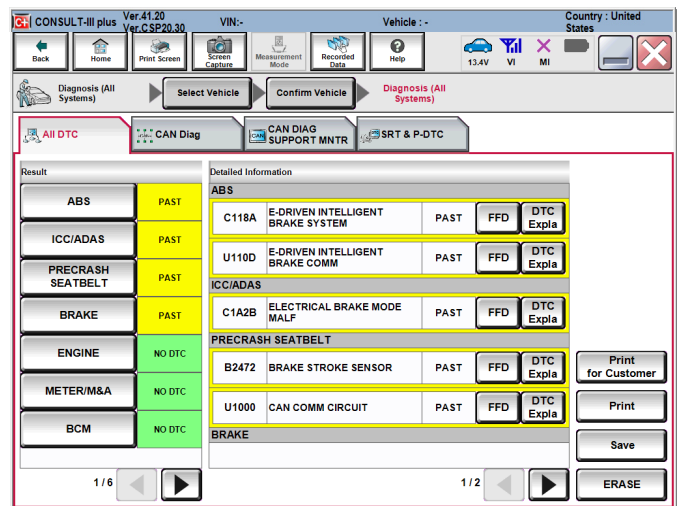 CONSULT-III plus Ver.41.20 VIN:- Vehicle : - Country : United
Ver.CSP20.30 States
Back Home Print Screen Screen Capture Measurement Mode Recorded Data Help 13.4V VI MI
Diagnosis (All Systems) Select Vehicle Confirm Vehicle Diagnosis (All Systems)
All DTC CAN Diag CAN DIAG SUPPORT MNTR SRT & P-DTC
Result
ABS PAST
ICC/ADAS PAST
PRECRASH SEATBELT PAST
BRAKE PAST
ENGINE NO DTC
METER/M&A NO DTC
BCM NO DTC
1/6
Detailed Information
ABS
C118A E-DRIVEN INTELLIGENT BRAKE SYSTEM PAST FFD DTC Expla
U110D E-DRIVEN INTELLIGENT BRAKE COMM PAST FFD DTC Expla
ICC/ADAS
C1A2B ELECTRICAL BRAKE MODE MALF PAST FFD DTC Expla
PRECRASH SEATBELT
B2472 BRAKE STROKE SENSOR PAST FFD DTC Expla
U1000 CAN COMM CIRCUIT PAST FFD DTC Expla
BRAKE
1/2
Print for Customer
Print
Save
ERASE